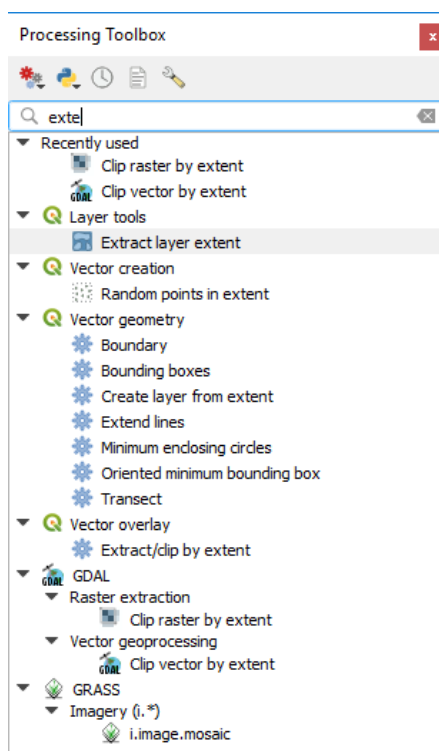 Processing Toolbox
x
exte
Recently used
Clip raster by extent
GDAL Clip vector by extent
Layer tools
Extract layer extent
Vector creation
Random points in extent
Vector geometry
Boundary
Bounding boxes
Create layer from extent
Extend lines
Minimum enclosing circles
Oriented minimum bounding box
Transect
Vector overlay
Extract/clip by extent
GDAL GDAL
Raster extraction
Clip raster by extent
Vector geoprocessing
GDAL Clip vector by extent
GRASS
Imagery (i.*)
i.image.mosaic